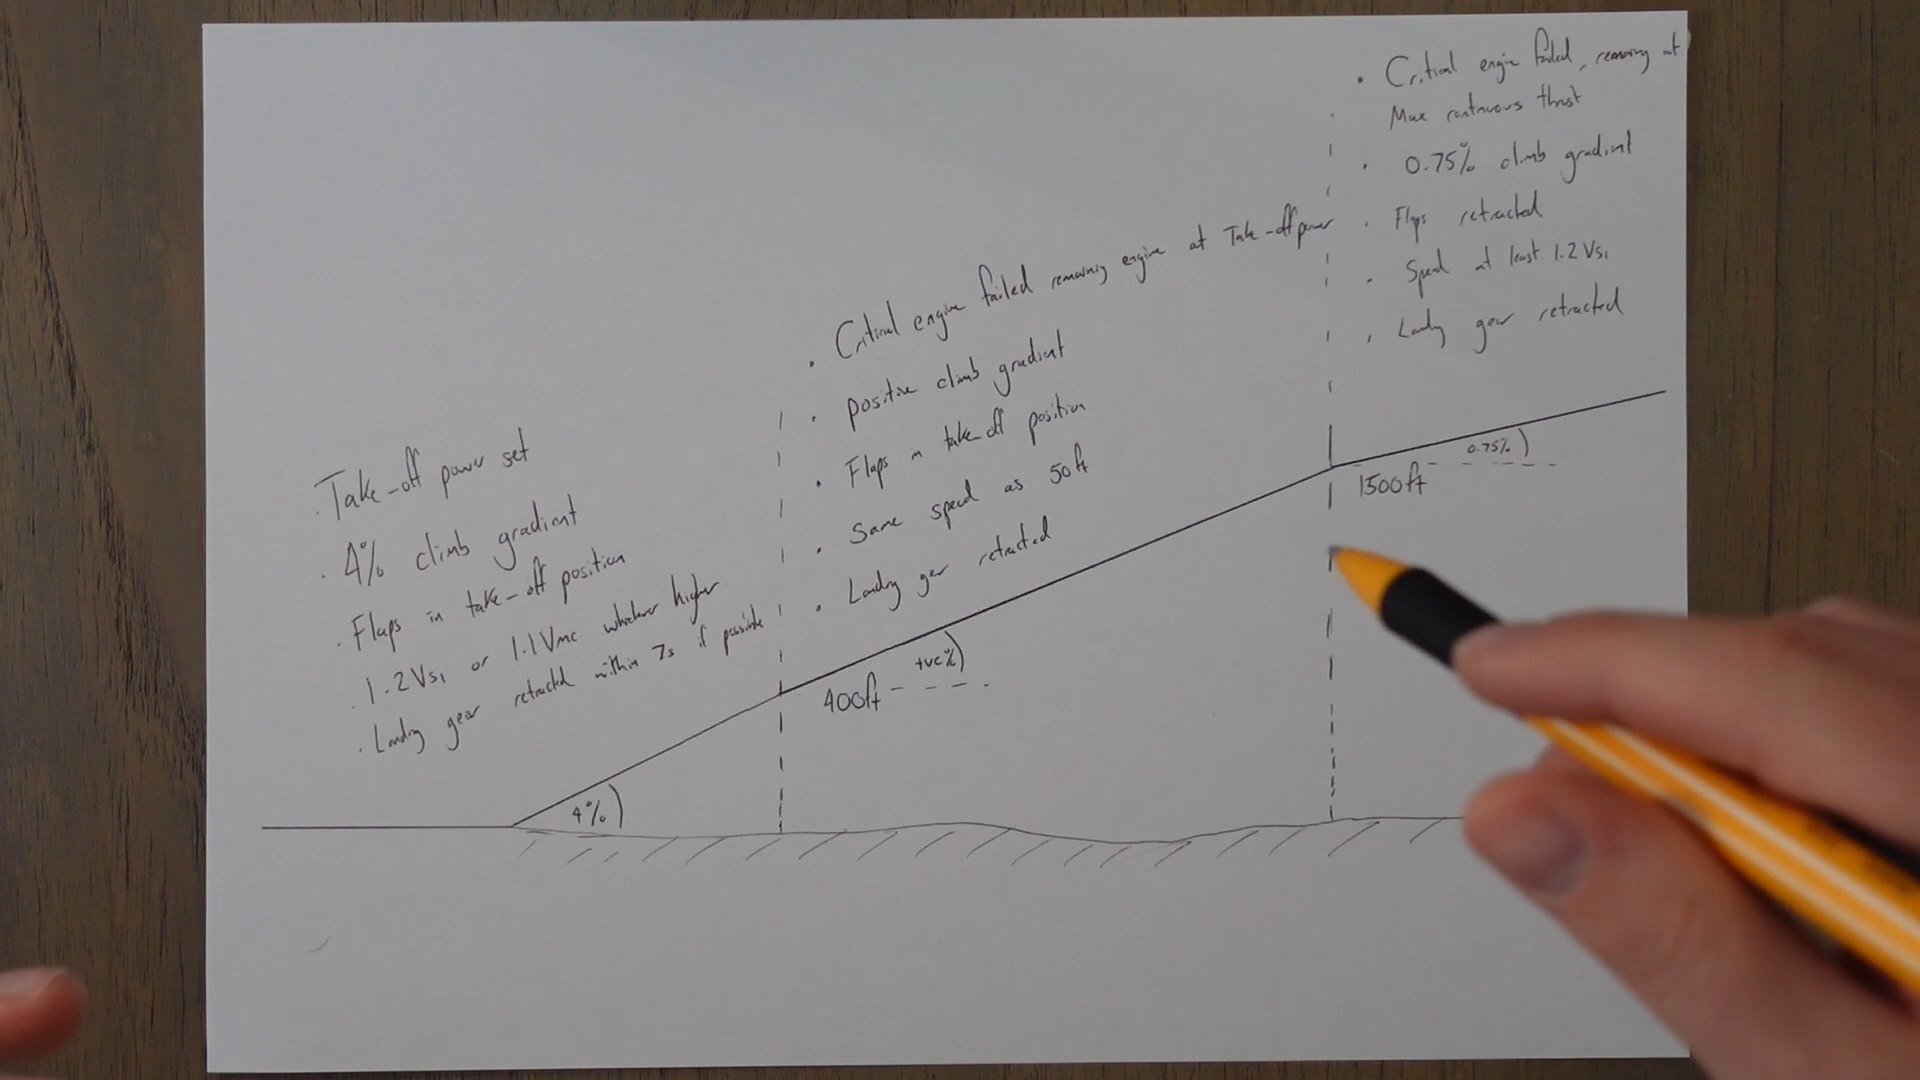 Take-off power set
4% climb gradient
Flaps in take-off position
1.2Vs1 or 1.1Vmc whatever higher
Landing gear retracted within 7s if possible
Critical engine failed remaining engine at Take-off power
positive climb gradient
Flaps in take-off position
Same speed as 50ft
Landing gear retracted
Critical engine failed, remaining at
Max continuous thrust
0.75% climb gradient
Flaps retracted
Speed at least 1.2Vs1
Landing gear retracted
0.75%
1500ft
+ve%
400ft
4%